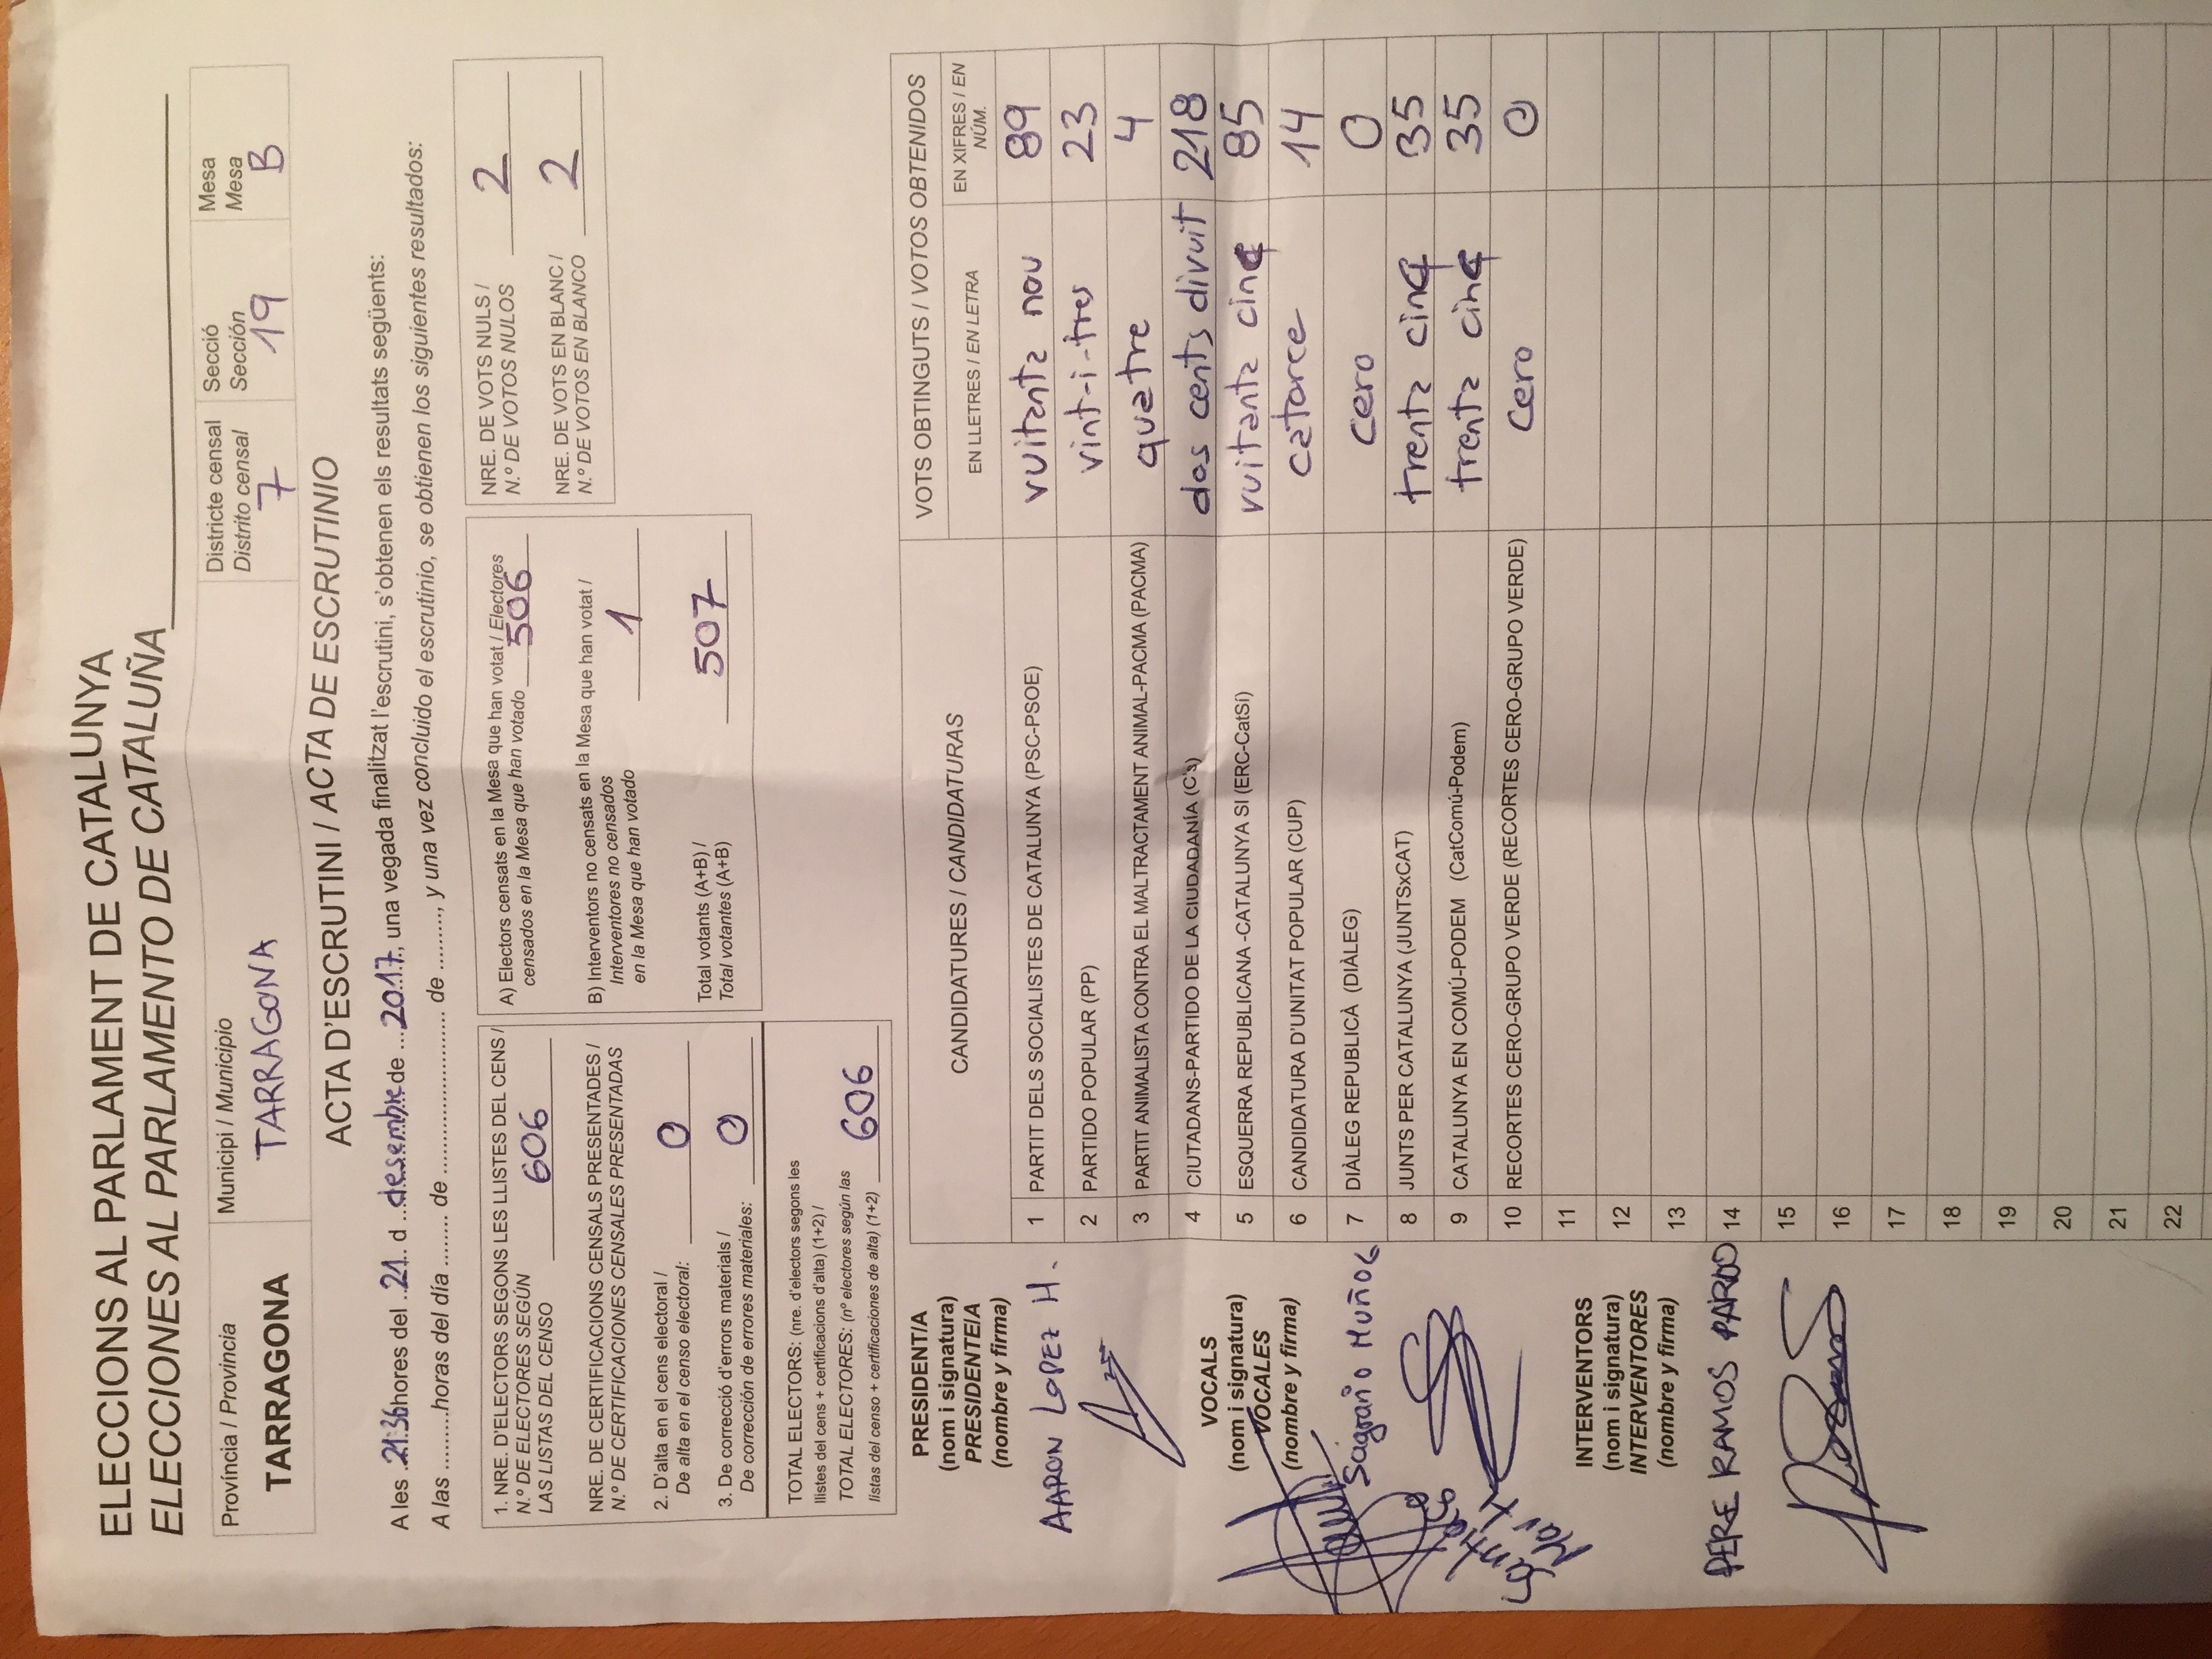 ELECCIONS AL PARLAMENT DE CATALUNYA
ELECCIONES AL PARLAMENTO DE CATALUÑA
Província / Provincia
TARRAGONA
Municipi / Municipio
TARRAGONA
Districte censal
Distrito censal
7
Secció
Sección
19
Mesa
Mesa
B
ACTA D'ESCRUTINI / ACTA DE ESCRUTINIO
A les 21:36 hores del 21 d desembre de 2017, una vegada finalitzat l'escrutini, s'obtenen els resultats següents:
A las .........horas del día ........ de ......................... de ........., y una vez concluido el escrutinio, se obtienen los siguientes resultados:
1. NRE. D'ELECTORS SEGONS LES LLISTES DEL CENS /
N.º DE ELECTORES SEGÚN
LAS LISTAS DEL CENSO 606
NRE. DE CERTIFICACIONS CENSALS PRESENTADES /
N.º DE CERTIFICACIONES CENSALES PRESENTADAS
2. D'alta en el cens electoral /
De alta en el censo electoral: 0
3. De correcció d'errors materials /
De corrección de errores materiales: 0
TOTAL ELECTORS: (nre. d'electors segons les
llistes del cens + certificacions d'alta) (1+2) /
TOTAL ELECTORES: (nº electores según las
listas del censo + certificaciones de alta) (1+2) 606
A) Electors censats en la Mesa que han votat / Electores
censados en la Mesa que han votado 506
B) Interventors no censats en la Mesa que han votat /
Interventores no censados
en la Mesa que han votado 1
Total votants (A+B) /
Total votantes (A+B) 507
NRE. DE VOTS NULS /
N.º DE VOTOS NULOS 2
NRE. DE VOTS EN BLANC /
N.º DE VOTOS EN BLANCO 2
PRESIDENT/A
(nom i signatura)
PRESIDENTE/A
(nombre y firma)
AARON LOPEZ H.
VOCALS
(nom i signatura)
VOCALES
(nombre y firma)
Sagrario MUÑOZ
Santiago
Martí
INTERVENTORS
(nom i signatura)
INTERVENTORES
(nombre y firma)
PERE RAMOS PARDO
CANDIDATURES / CANDIDATURAS
VOTS OBTINGUTS / VOTOS OBTENIDOS
EN LLETRES / EN LETRA
EN XIFRES / EN
NÚM.
1 PARTIT DELS SOCIALISTES DE CATALUNYA (PSC-PSOE) vuitanta nou 89
2 PARTIDO POPULAR (PP) vint-i-tres 23
3 PARTIT ANIMALISTA CONTRA EL MALTRACTAMENT ANIMAL-PACMA (PACMA) quatre 4
4 CIUTADANS-PARTIDO DE LA CIUDADANÍA (C's) dos cents divuit 218
5 ESQUERRA REPUBLICANA -CATALUNYA SI (ERC-CatSí) vuitanta cinc 85
6 CANDIDATURA D'UNITAT POPULAR (CUP) catorce 14
7 DIÀLEG REPUBLICÀ (DIÀLEG) cero 0
8 JUNTS PER CATALUNYA (JUNTSxCAT) trenta cinq 35
9 CATALUNYA EN COMÚ-PODEM (CatComú-Podem) trenta cinc 35
10 RECORTES CERO-GRUPO VERDE (RECORTES CERO-GRUPO VERDE) cero 0
11
12
13
14
15
16
17
18
19
20
21
22